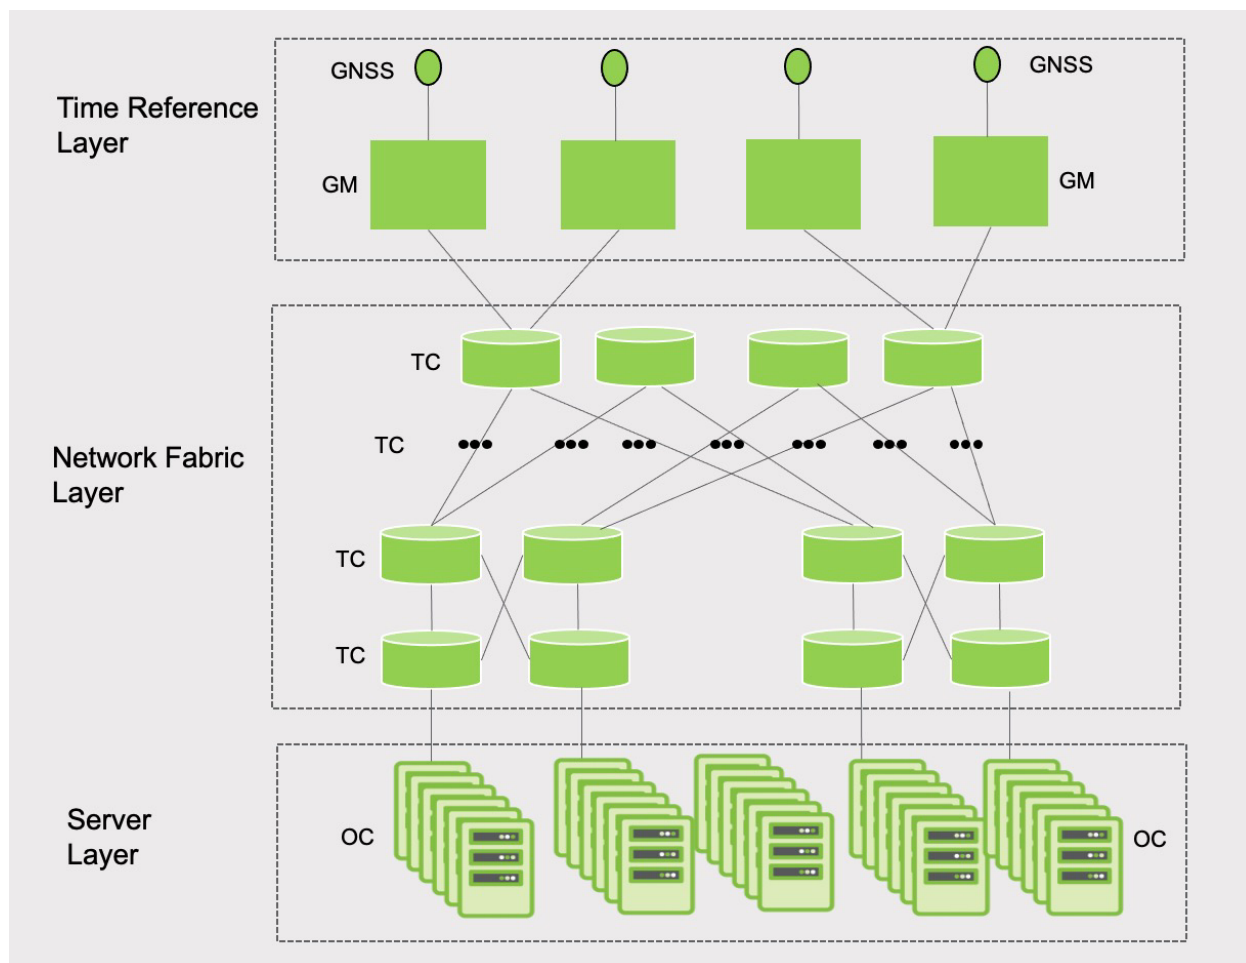 GNSS
GNSS
Time Reference
Layer
GM
GM
TC
TC
Network Fabric
Layer
TC
TC
Server
Layer
OC
OC